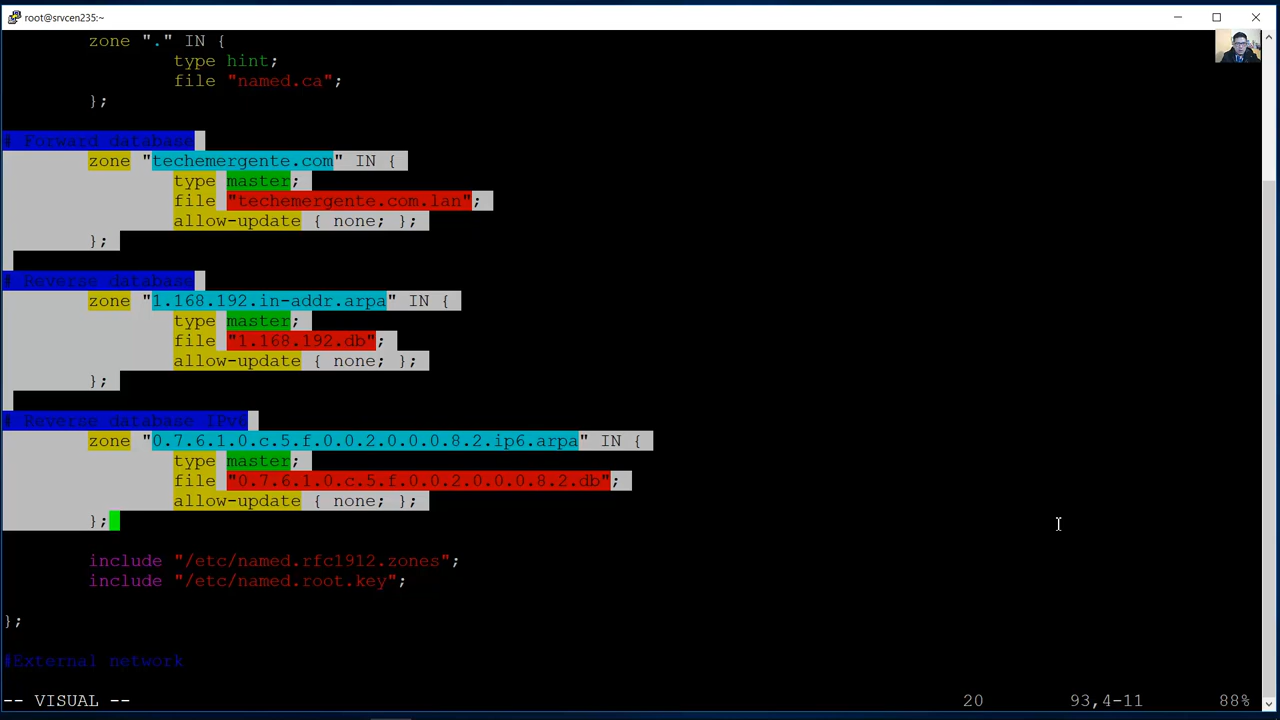 root@srvcen235:~
zone "." IN {
type hint;
file "named.ca";
};
# Forward database
zone "techemergente.com" IN {
type master;
file "techemergente.com.lan";
allow-update { none; };
};
# Reverse database
zone "1.168.192.in-addr.arpa" IN {
type master;
file "1.168.192.db";
allow-update { none; };
};
# Reverse database IPv6
zone "0.7.6.1.0.c.5.f.0.0.2.0.0.0.8.2.ip6.arpa" IN {
type master;
file "0.7.6.1.0.c.5.f.0.0.2.0.0.0.8.2.db";
allow-update { none; };
};
include "/etc/named.rfc1912.zones";
include "/etc/named.root.key";
};
#External network
-- VISUAL -- 20 93,4-11 88%